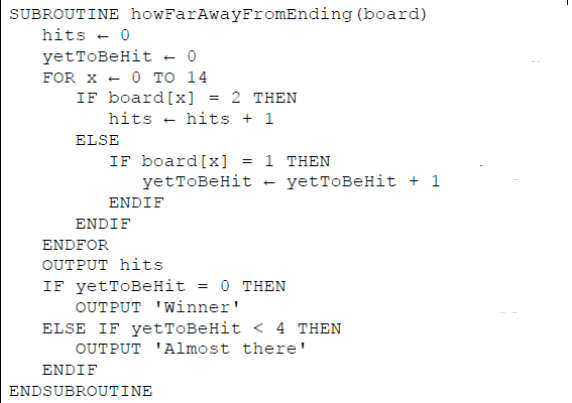 SUBROUTINE howFarAwayFromEnding(board)
   hits ← 0
   yetToBeHit ← 0
   FOR x ← 0 TO 14
      IF board[x] = 2 THEN
         hits ← hits + 1
      ELSE
         IF board[x] = 1 THEN
            yetToBeHit ← yetToBeHit + 1
         ENDIF
      ENDIF
   ENDFOR
   OUTPUT hits
   IF yetToBeHit = 0 THEN
      OUTPUT 'Winner'
   ELSE IF yetToBeHit < 4 THEN
      OUTPUT 'Almost there'
   ENDIF
ENDSUBROUTINE